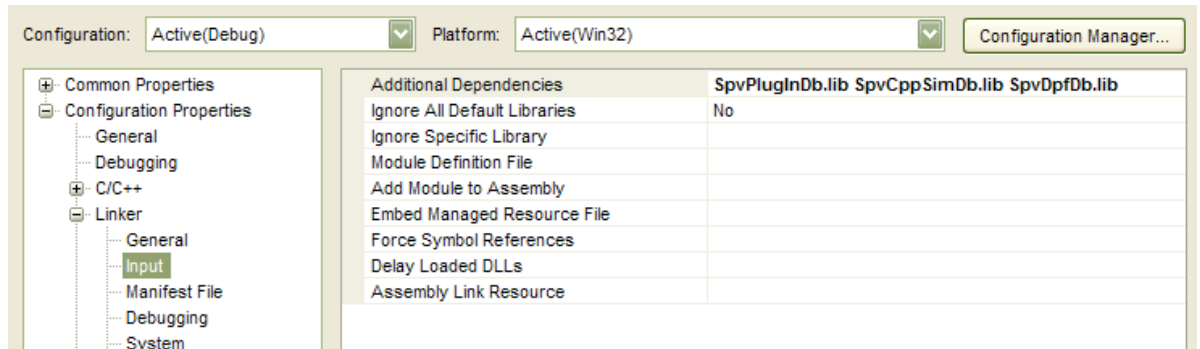 Configuration: Active(Debug) Platform: Active(Win32) Configuration Manager...
Common Properties
Configuration Properties
General
Debugging
C/C++
Linker
General
Input
Manifest File
Debugging
System
Additional Dependencies SpvPlugInDb.lib SpvCppSimDb.lib SpvDpfDb.lib
Ignore All Default Libraries No
Ignore Specific Library
Module Definition File
Add Module to Assembly
Embed Managed Resource File
Force Symbol References
Delay Loaded DLLs
Assembly Link Resource